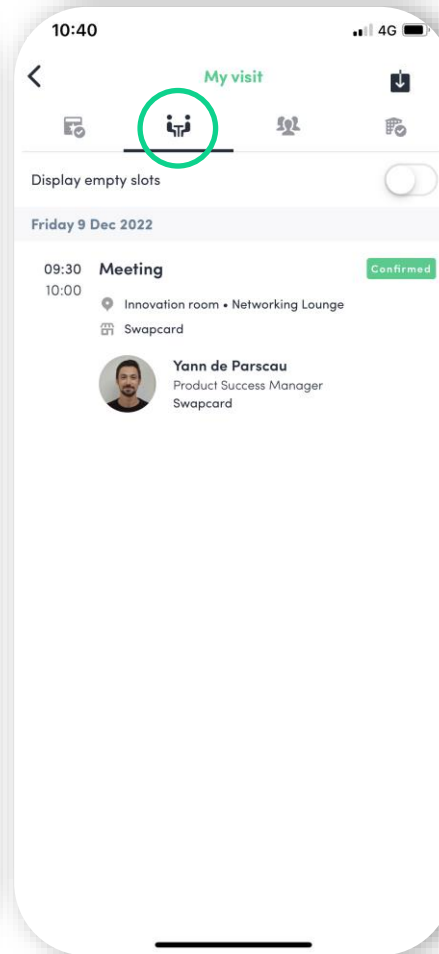 10:40
4G
My visit
Display empty slots
Friday 9 Dec 2022
09:30 Meeting Confirmed
10:00
Innovation room • Networking Lounge
Swapcard
Yann de Parscau
Product Success Manager
Swapcard